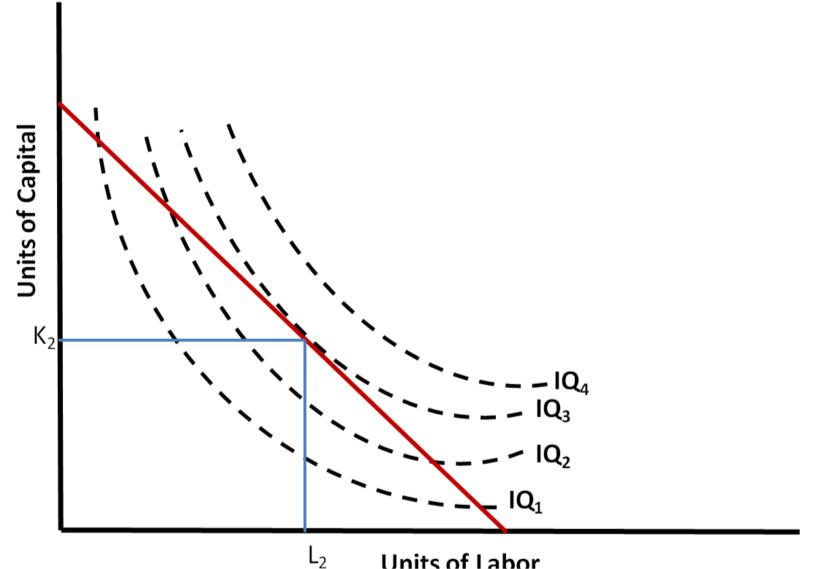 Units of Capital
K2
IQ4
IQ3
IQ2
IQ1
L2
Units of Labor